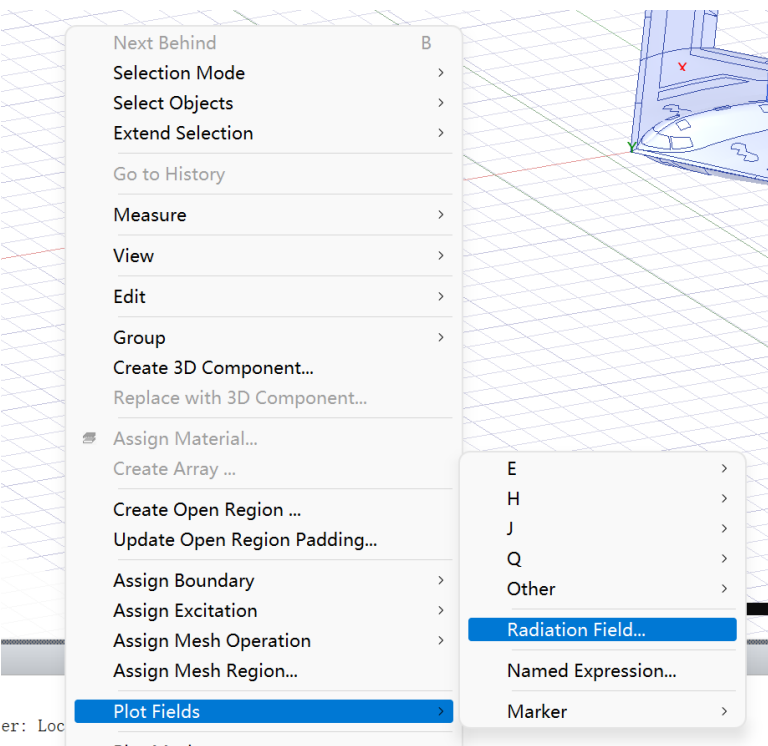 Next Behind B
Selection Mode
Select Objects
Extend Selection
Go to History
Measure
View
Edit
Group
Create 3D Component...
Replace with 3D Component...
Assign Material...
Create Array ...
Create Open Region ...
Update Open Region Padding...
Assign Boundary
Assign Excitation
Assign Mesh Operation
Assign Mesh Region...
Plot Fields
E
H
J
Q
Other
Radiation Field...
Named Expression...
Marker
X
Y
er: Loc